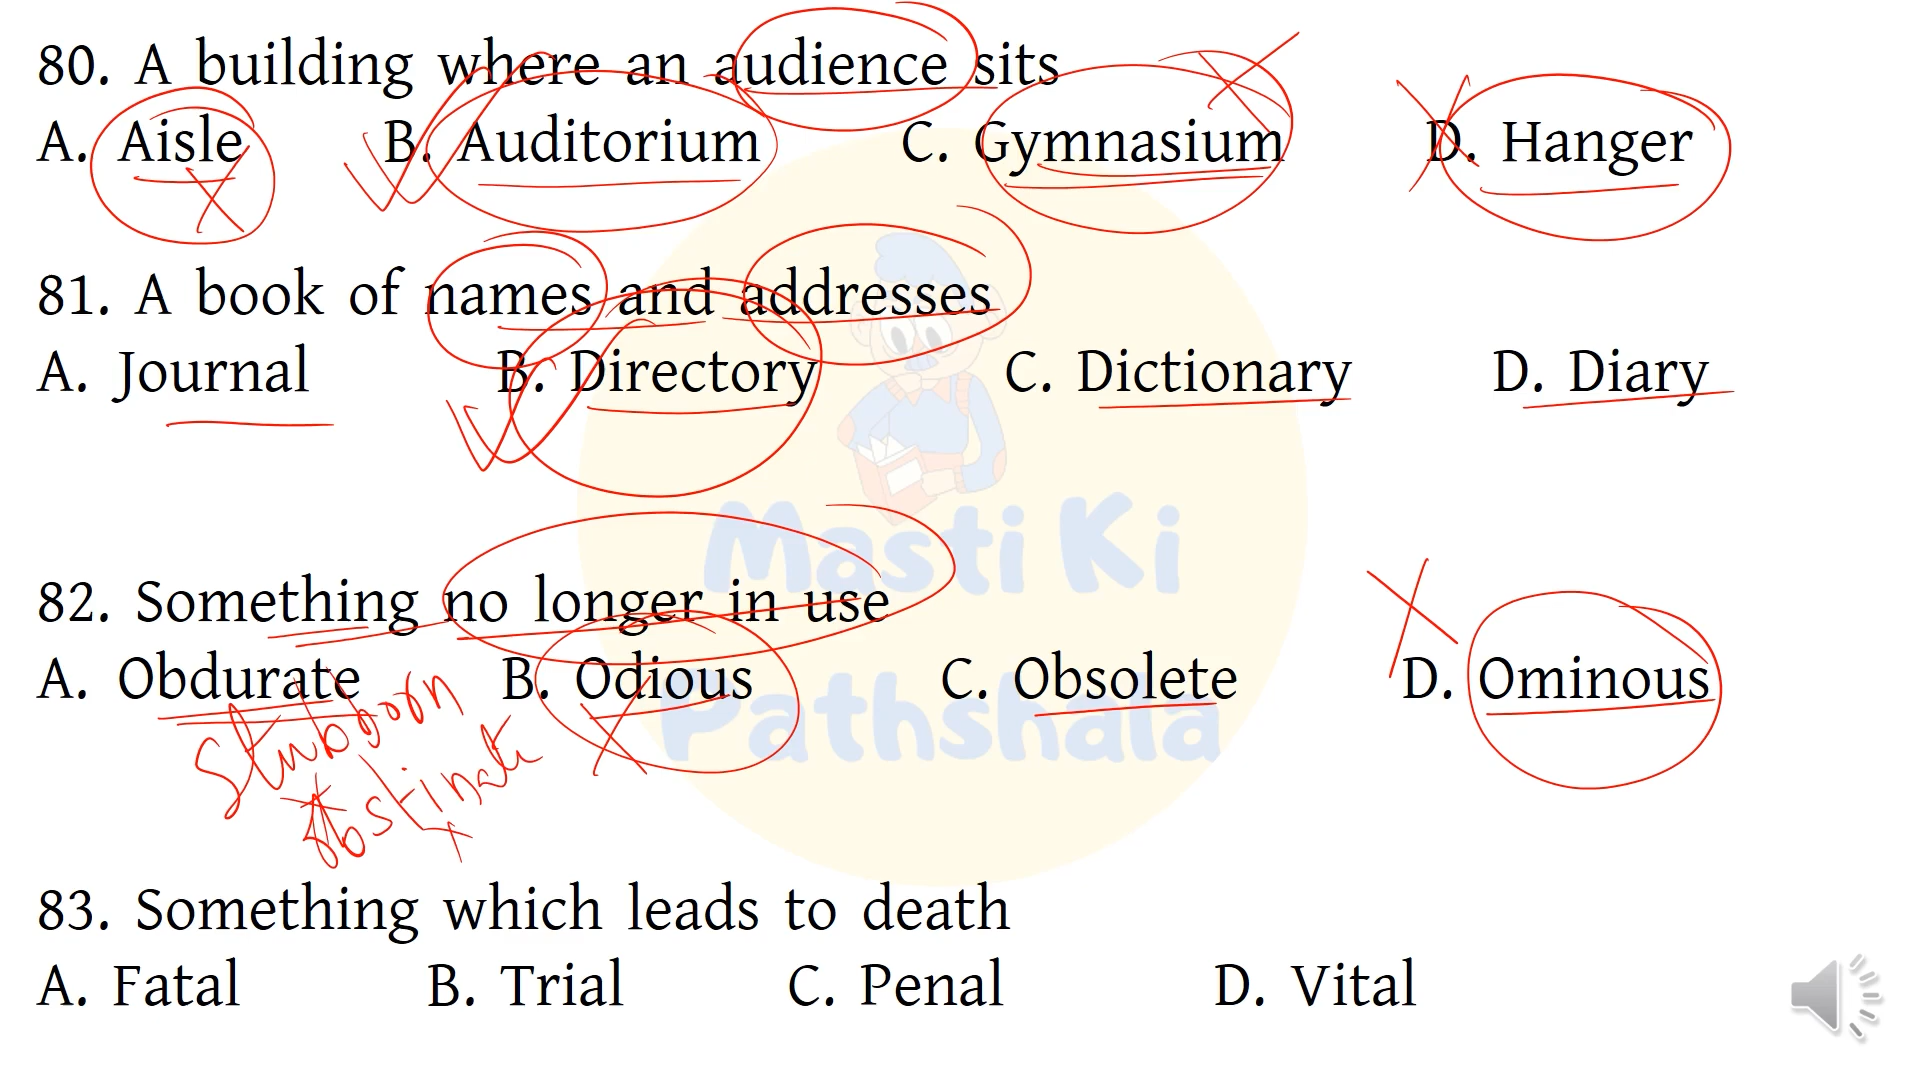 80. A building where an audience sits
A. Aisle B. Auditorium C. Gymnasium D. Hanger
81. A book of names and addresses
A. Journal B. Directory C. Dictionary D. Diary
Masti Ki
Pathshala
82. Something no longer in use
A. Obdurate B. Odious C. Obsolete D. Ominous
Stubborn
Obstinate
83. Something which leads to death
A. Fatal B. Trial C. Penal D. Vital